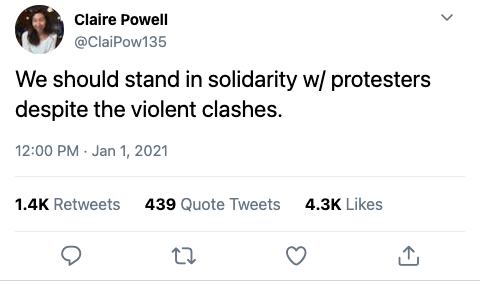 Claire Powell
@ClaiPow135
We should stand in solidarity w/ protesters
despite the violent clashes.
12:00 PM · Jan 1, 2021
1.4K Retweets 439 Quote Tweets 4.3K Likes